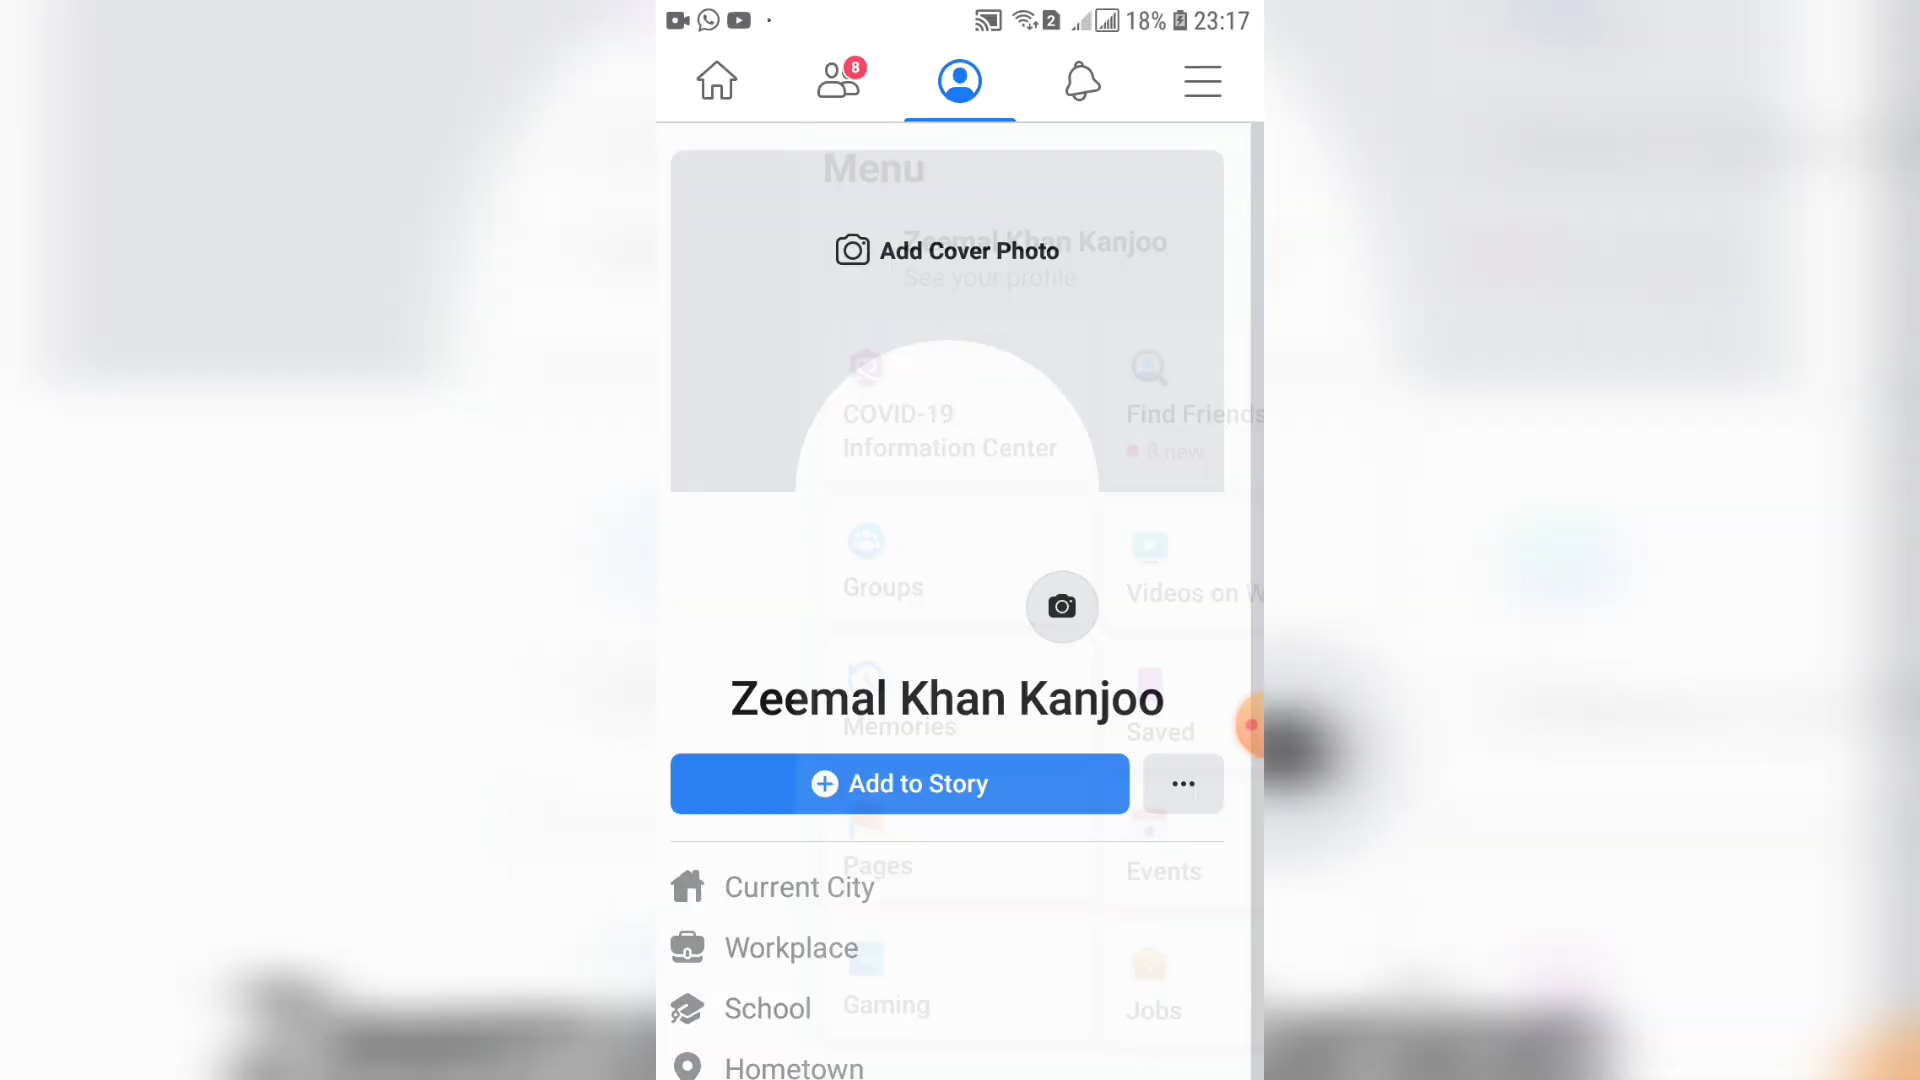 2 18% 23:17
8
Menu
Zeemal Khan Kanjoo
Add Cover Photo
See your profile
COVID-19
Information Center
Find Friends
8 new
Groups
Videos on W
Zeemal Khan Kanjoo
Memories
Saved
Add to Story
Pages
Events
Current City
Workplace
Gaming
Jobs
School
Hometown